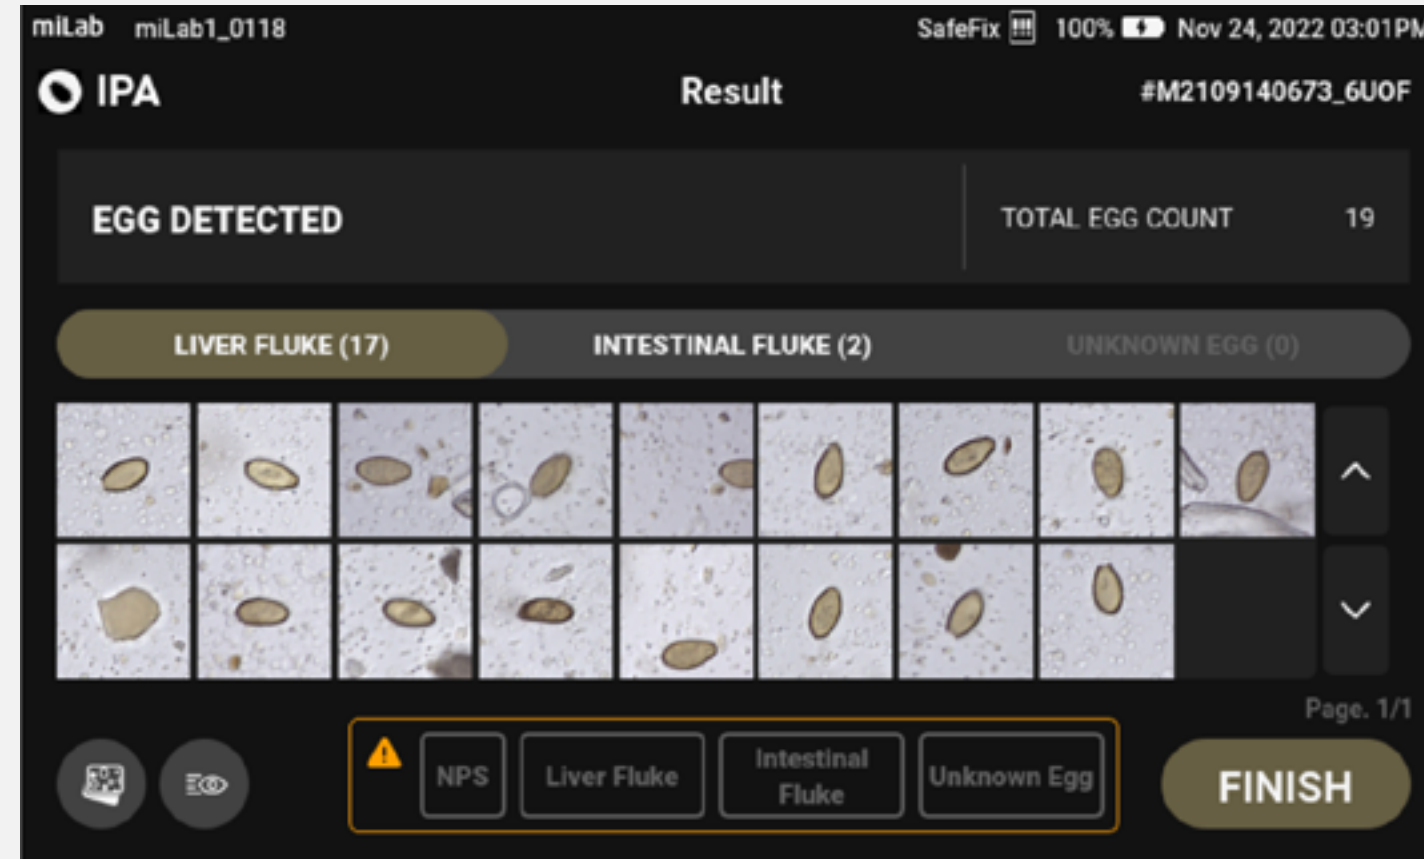 miLab miLab1_0118 SafeFix 100% Nov 24, 2022 03:01PM
IPA Result #M2109140673_6UOF
EGG DETECTED TOTAL EGG COUNT 19
LIVER FLUKE (17) INTESTINAL FLUKE (2) UNKNOWN EGG (0)
Page. 1/1
NPS Liver Fluke Intestinal Fluke Unknown Egg FINISH